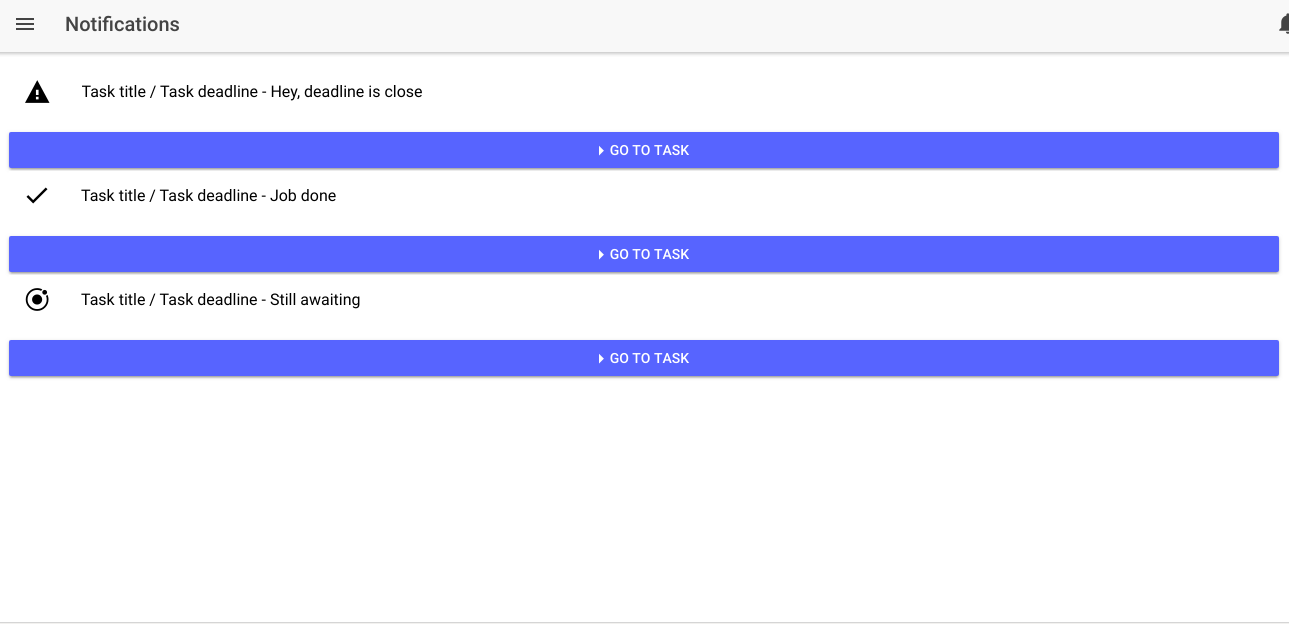 Notifications
Task title / Task deadline - Hey, deadline is close
GO TO TASK
Task title / Task deadline - Job done
GO TO TASK
Task title / Task deadline - Still awaiting
GO TO TASK